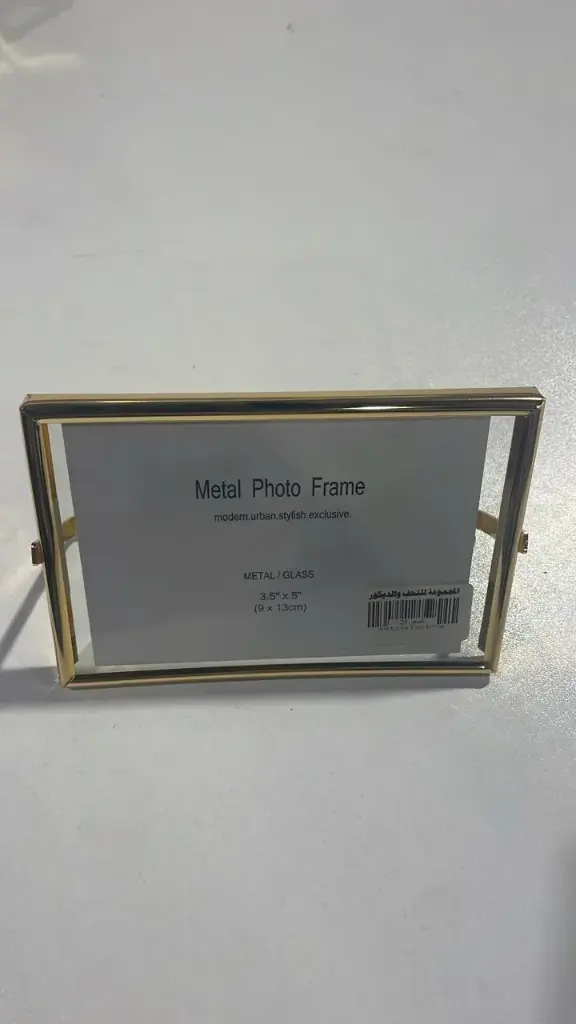 Metal Photo Frame
modern.urban.stylish.exclusive.
METAL / GLASS
3.5" x 5"
(9 x 13cm)
المجموعة للتحف والديكور